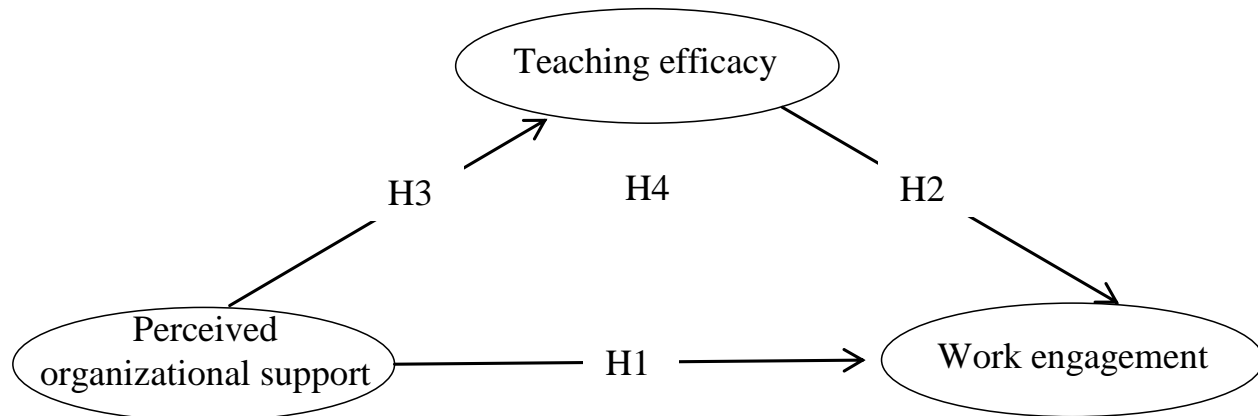 Teaching efficacy
H3
H4
H2
Perceived
organizational support
H1
Work engagement